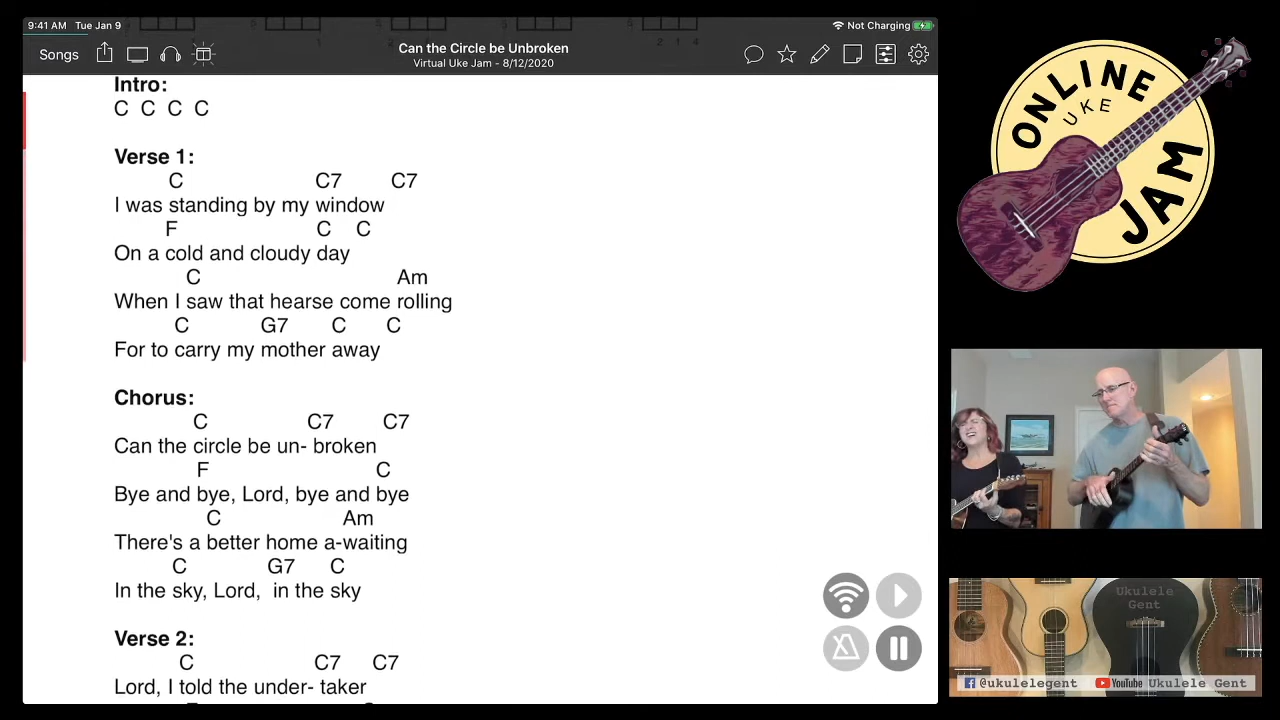 9:41 AM Tue Jan 9
Not Charging
Songs
Can the Circle be Unbroken
Virtual Uke Jam - 8/12/2020
Intro:
C C C C
Verse 1:
C C7 C7
I was standing by my window
F C C
On a cold and cloudy day
C Am
When I saw that hearse come rolling
C G7 C C
For to carry my mother away
Chorus:
C C7 C7
Can the circle be un- broken
F C
Bye and bye, Lord, bye and bye
C Am
There's a better home a-waiting
C G7 C
In the sky, Lord, in the sky
Verse 2:
C C7 C7
Lord, I told the under- taker
ONLINE
UKE
JAM
Ukulele
Gent
@ukulelegent YouTube Ukulele Gent